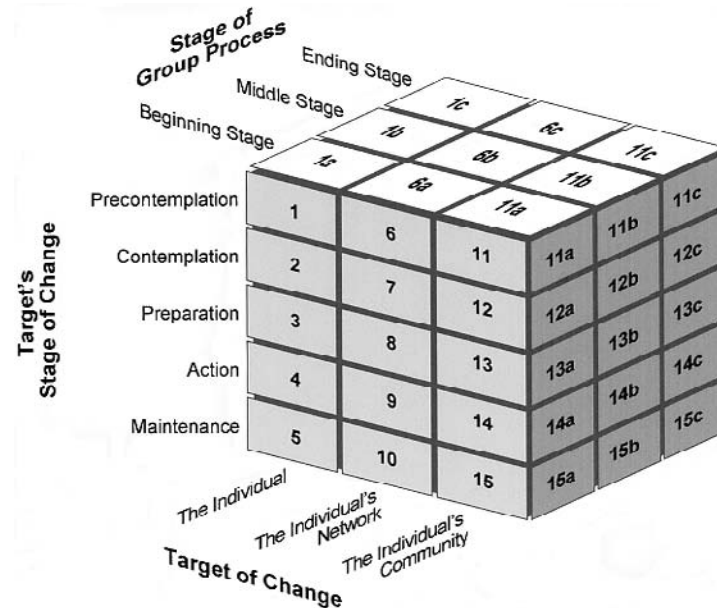 Stage of
Group Process
Ending Stage
Middle Stage
Beginning Stage
1c
6c
11c
1b
6b
11b
1a
6a
11a
Target's
Stage of Change
Precontemplation
Contemplation
Preparation
Action
Maintenance
1
6
11
11a
11b
11c
2
7
12
12a
12b
12c
3
8
13
13a
13b
13c
4
9
14
14a
14b
14c
5
10
15
15a
15b
15c
The Individual
The Individual's
Network
The Individual's
Community
Target of Change